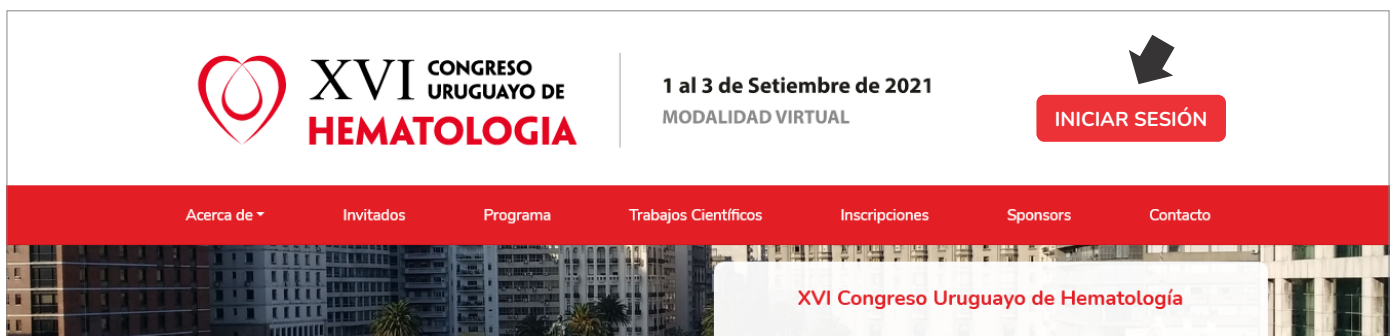 XVI CONGRESO
URUGUAYO DE
HEMATOLOGIA
1 al 3 de Setiembre de 2021
MODALIDAD VIRTUAL
INICIAR SESIÓN
Acerca de Invitados Programa Trabajos Científicos Inscripciones Sponsors Contacto
XVI Congreso Uruguayo de Hematología